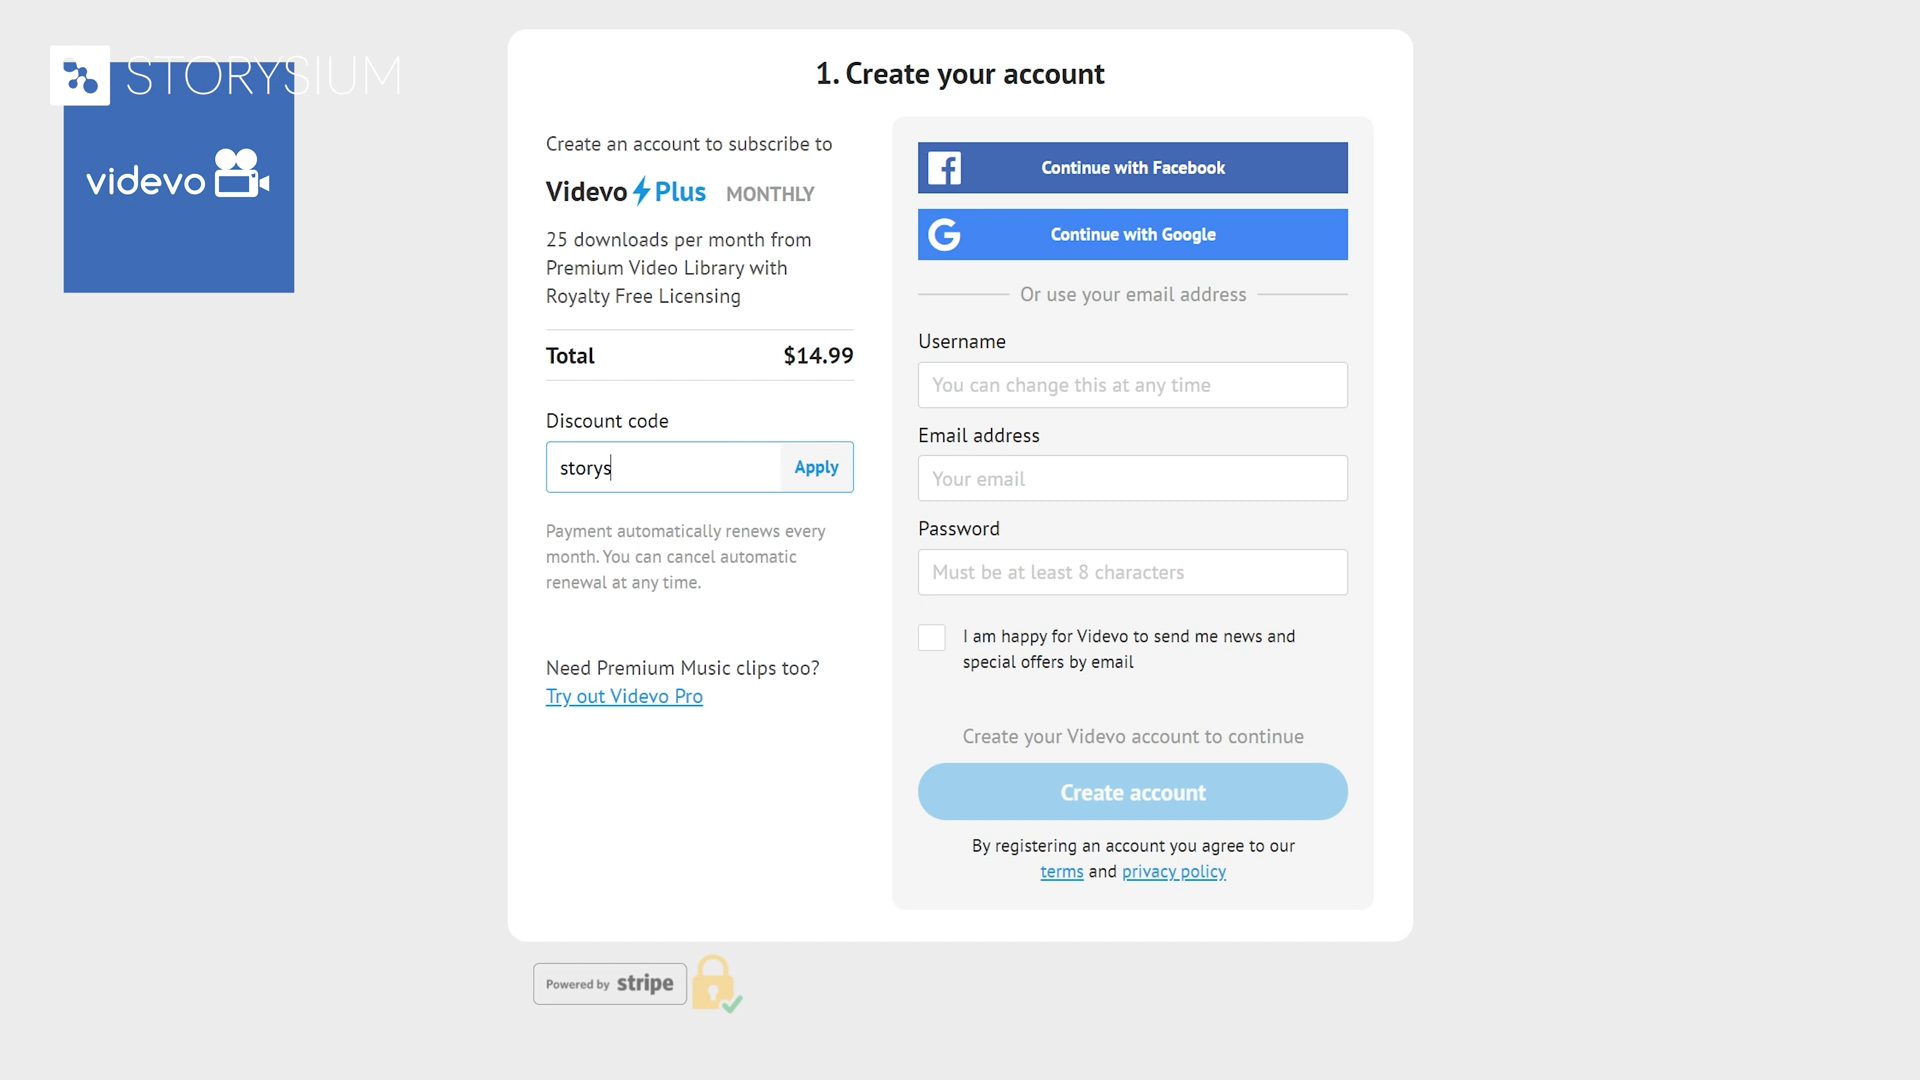 STORYSIUM
videvo
1. Create your account
Create an account to subscribe to
Videvo Plus MONTHLY
25 downloads per month from
Premium Video Library with
Royalty Free Licensing
Total $14.99
Discount code
storys Apply
Payment automatically renews every
month. You can cancel automatic
renewal at any time.
Need Premium Music clips too?
Try out Videvo Pro
Continue with Facebook
Continue with Google
Or use your email address
Username
You can change this at any time
Email address
Your email
Password
Must be at least 8 characters
I am happy for Videvo to send me news and
special offers by email
Create your Videvo account to continue
Create account
By registering an account you agree to our
terms and privacy policy
Powered by stripe